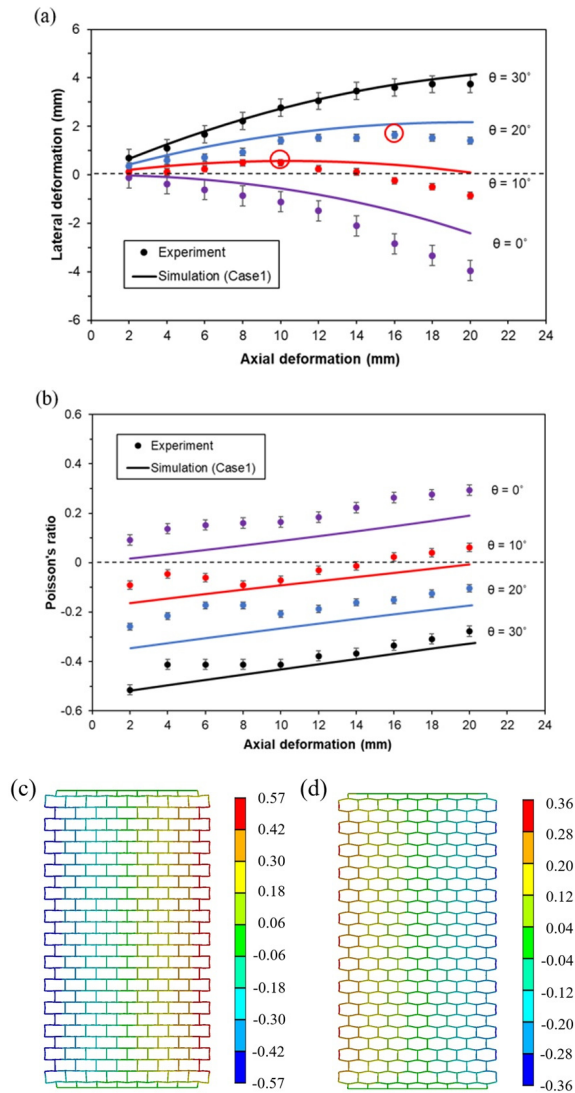 (a)
6
4
2
0
-2
-4
-6
Lateral deformation (mm)
θ = 30°
θ = 20°
θ = 10°
θ = 0°
Experiment
Simulation (Case1)
0 2 4 6 8 10 12 14 16 18 20 22 24
Axial deformation (mm)
(b)
0.6
0.4
0.2
0
-0.2
-0.4
-0.6
Poisson's ratio
Experiment
Simulation (Case1)
θ = 0°
θ = 10°
θ = 20°
θ = 30°
0 2 4 6 8 10 12 14 16 18 20 22 24
Axial deformation (mm)
(c)
0.57
0.42
0.30
0.18
0.06
-0.06
-0.18
-0.30
-0.42
-0.57
(d)
0.36
0.28
0.20
0.12
0.04
-0.04
-0.12
-0.20
-0.28
-0.36